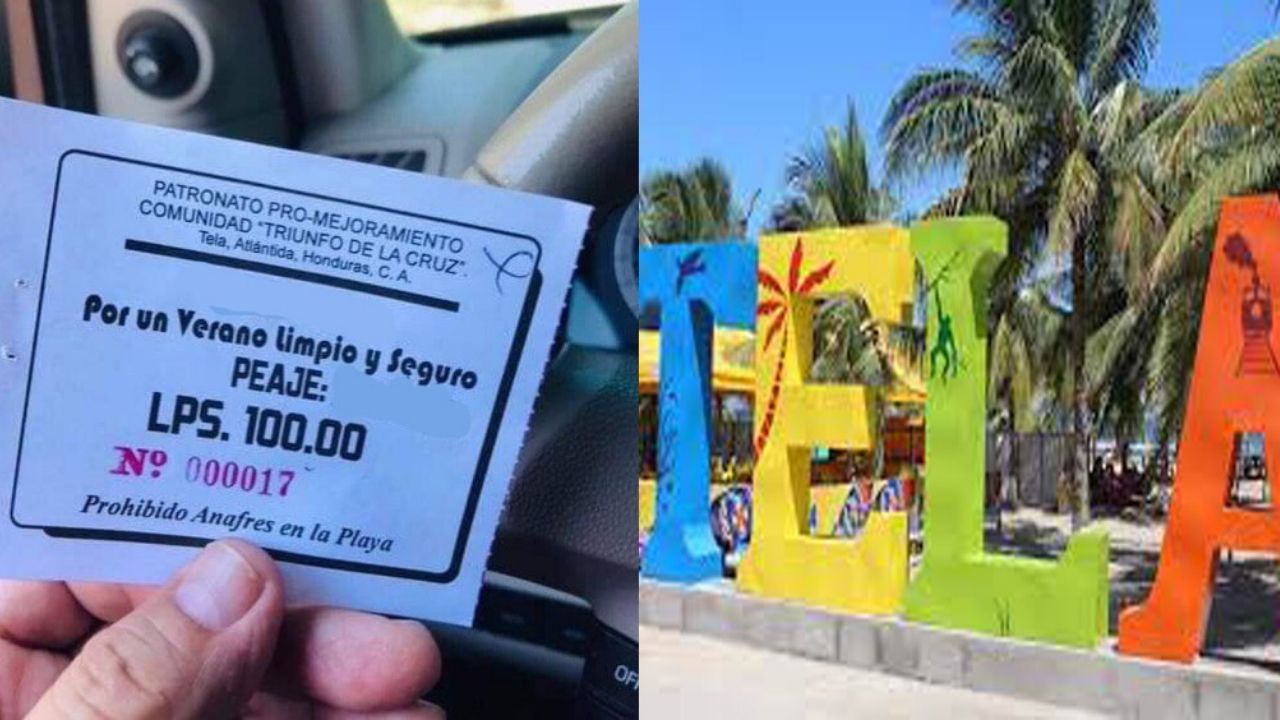 PATRONATO PRO-MEJORAMIENTO
COMUNIDAD "TRIUNFO DE LA CRUZ".
Tela, Atlántida, Honduras, C. A.
Por un Verano Limpio y Seguro
PEAJE:
LPS. 100.00
Nº 000017
Prohibido Anafres en la Playa
OFF
TELA